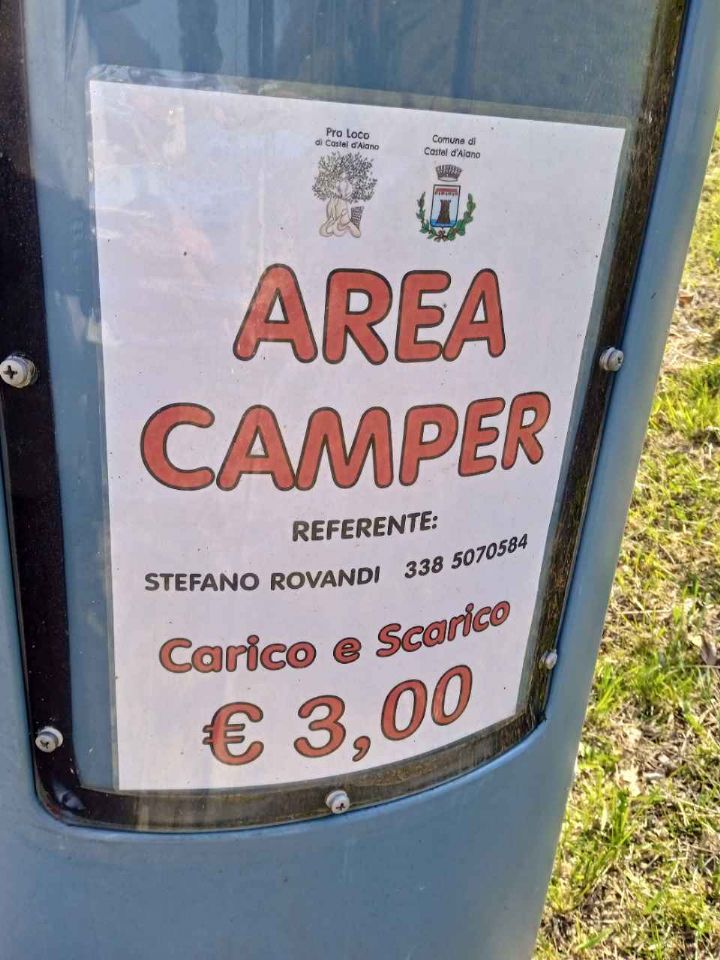 Pro Loco
di Castel d'Aiano
Comune di
Castel d'Aiano
AREA
CAMPER
REFERENTE:
STEFANO ROVANDI 338 5070584
Carico e Scarico
€ 3,00